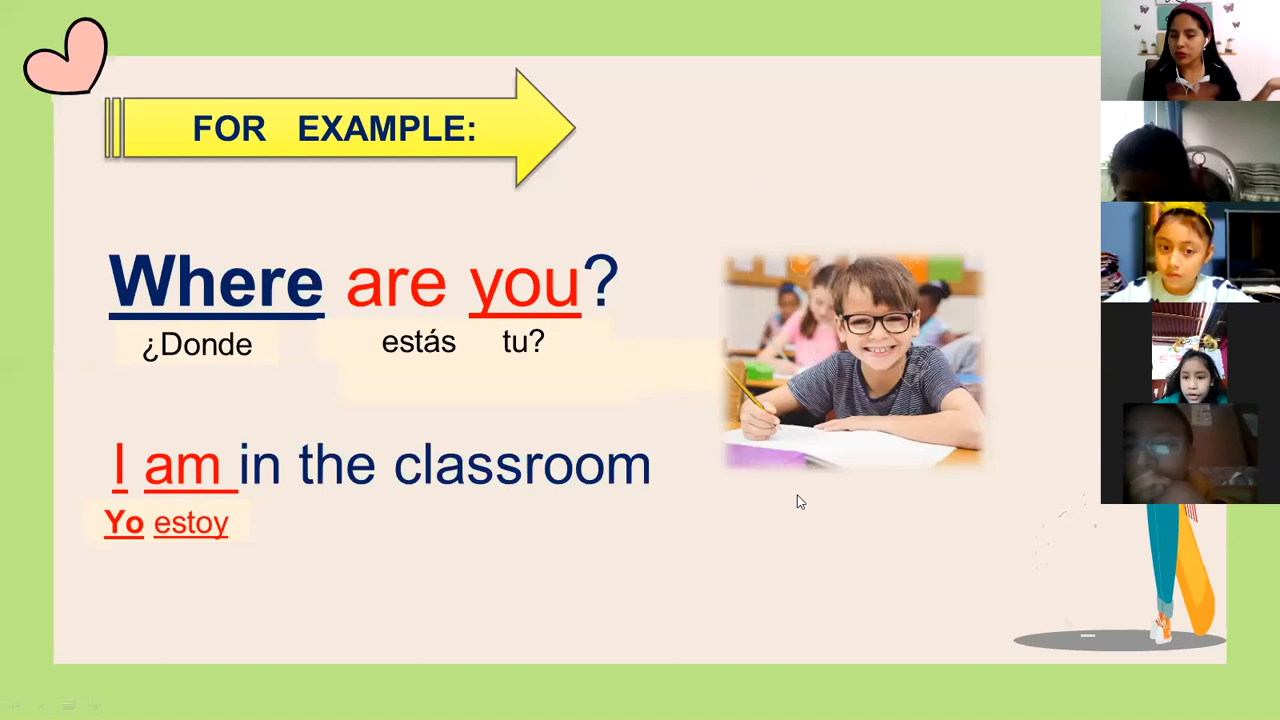 FOR EXAMPLE:
Where are you?
¿Donde estás tu?
I am in the classroom
Yo estoy